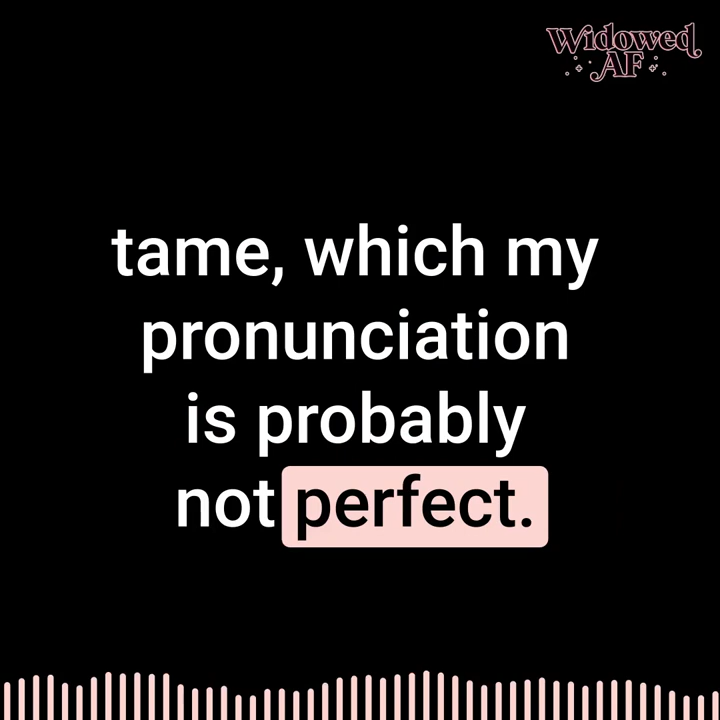 Widowed
AF
tame, which my
pronunciation
is probably
not perfect.